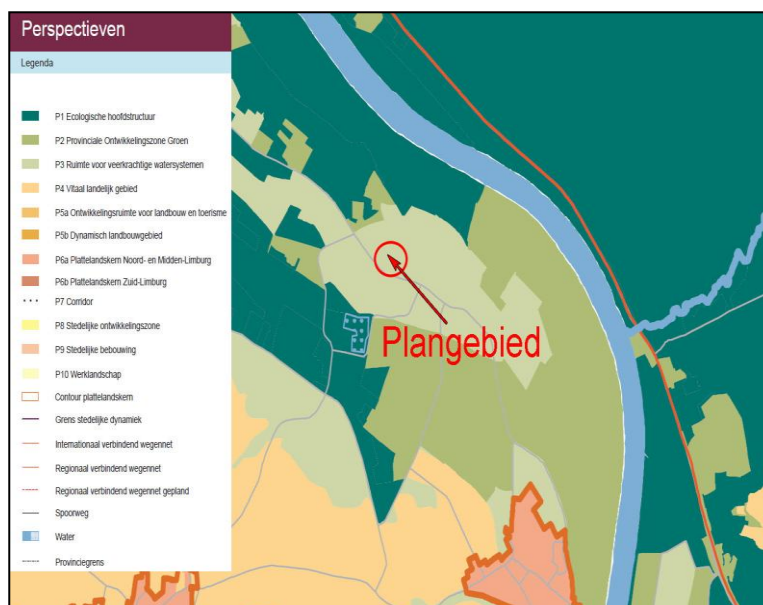 Perspectieven
Legenda
P1 Ecologische hoofdstructuur
P2 Provinciale Ontwikkelingszone Groen
P3 Ruimte voor veerkrachtige watersystemen
P4 Vitaal landelijk gebied
P5a Ontwikkelingsruimte voor landbouw en toerisme
P5b Dynamisch landbouwgebied
P6a Plattelandskern Noord- en Midden-Limburg
P6b Plattelandskern Zuid-Limburg
P7 Corridor
P8 Stedelijke ontwikkelingszone
P9 Stedelijke bebouwing
P10 Werklandschap
Contour plattelandskern
Grens stedelijke dynamiek
Internationaal verbindend wegennet
Regionaal verbindend wegennet
Regionaal verbindend wegennet gepland
Spoorweg
Water
Provinciegrens
Plangebied